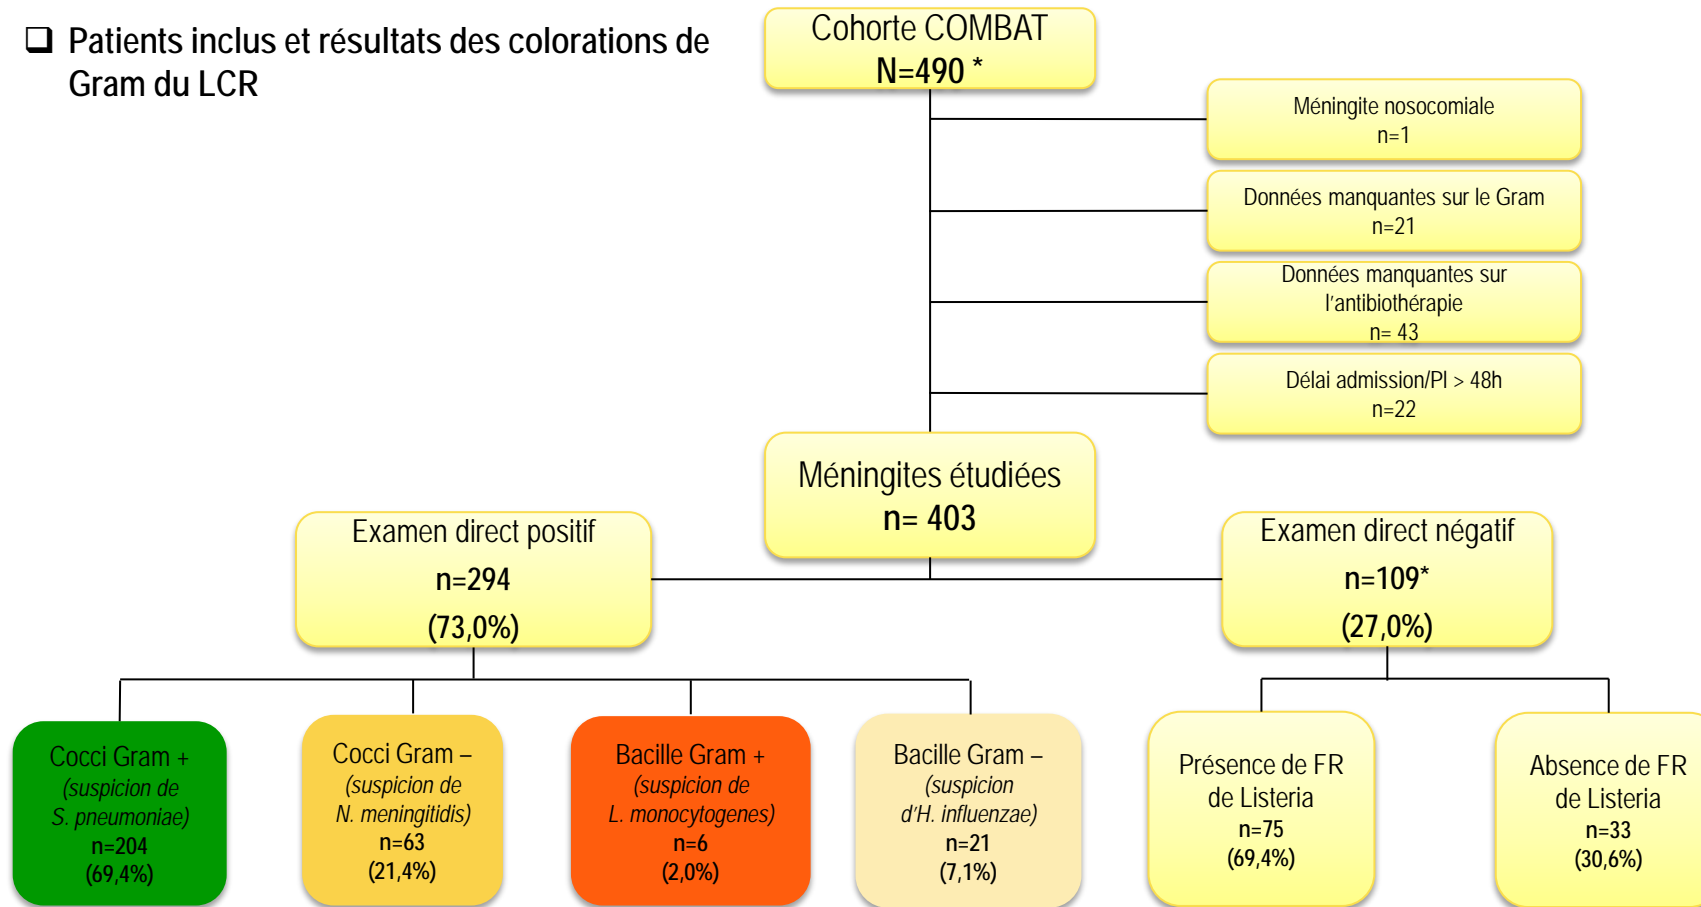 ❑ Patients inclus et résultats des colorations de
Gram du LCR
Cohorte COMBAT
N=490 *
Méningite nosocomiale
n=1
Données manquantes sur le Gram
n=21
Données manquantes sur
l'antibiothérapie
n= 43
Délai admission/Pl > 48h
n=22
Méningites étudiées
n= 403
Examen direct positif
n=294
(73,0%)
Examen direct négatif
n=109*
(27,0%)
Cocci Gram +
(suspicion de
S. pneumoniae)
n=204
(69,4%)
Cocci Gram –
(suspicion de
N. meningitidis)
n=63
(21,4%)
Bacille Gram +
(suspicion de
L. monocytogenes)
n=6
(2,0%)
Bacille Gram –
(suspicion
d'H. influenzae)
n=21
(7,1%)
Présence de FR
de Listeria
n=75
(69,4%)
Absence de FR
de Listeria
n=33
(30,6%)